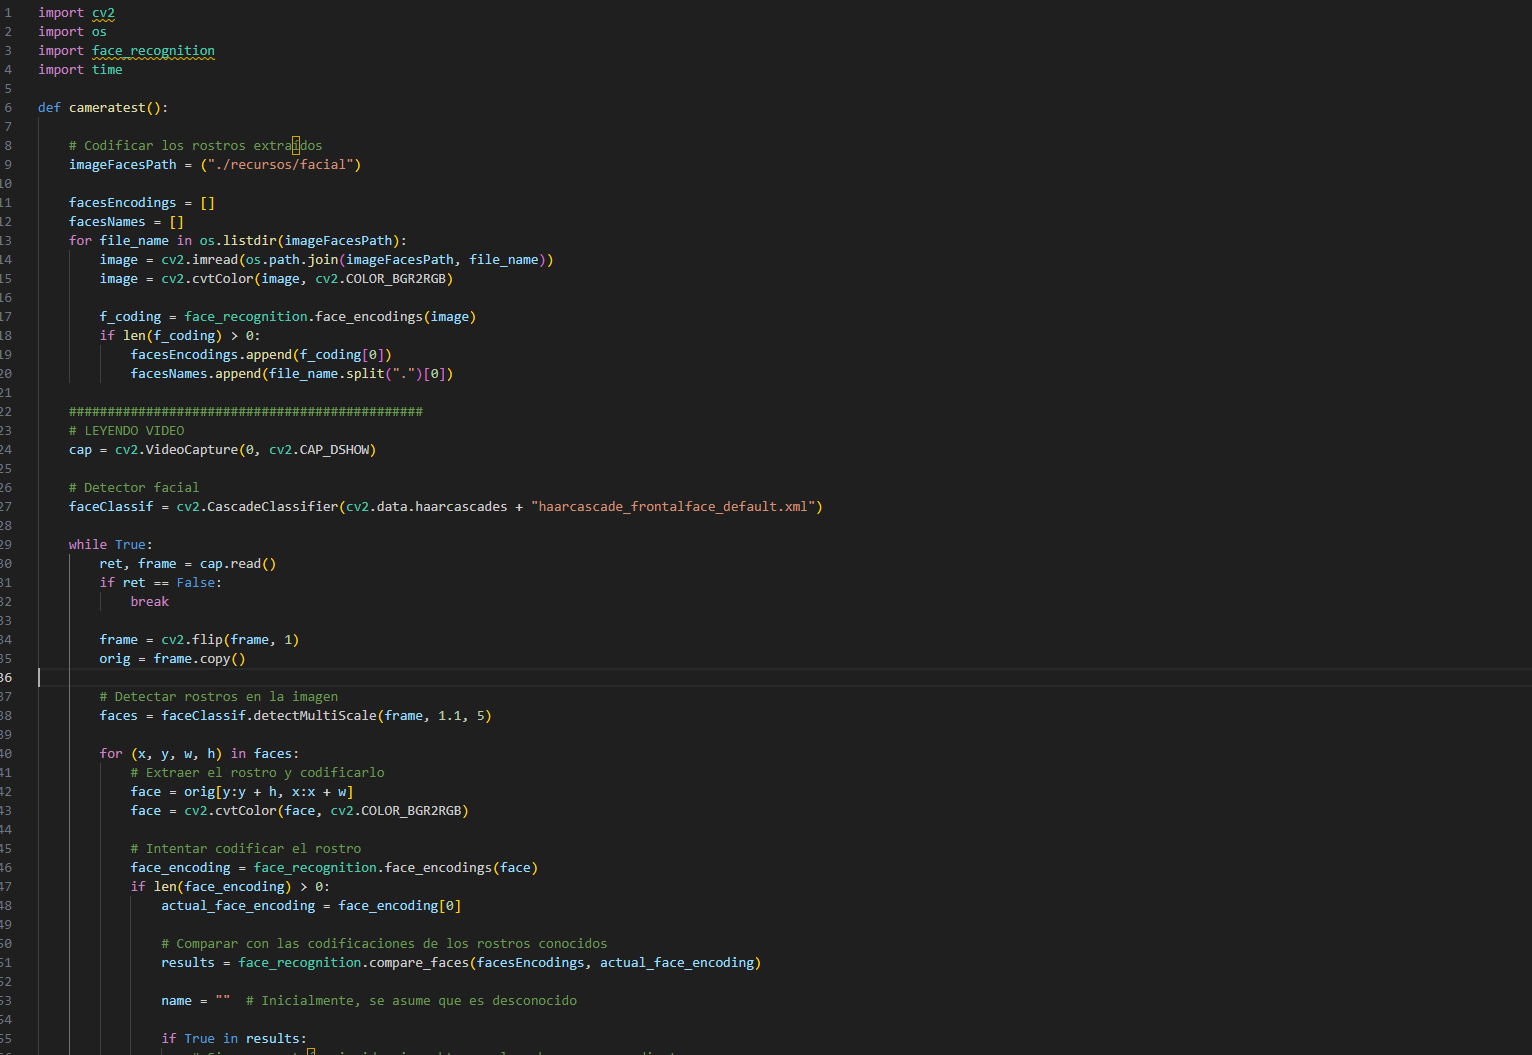 1 import cv2
2 import os
3 import face_recognition
4 import time
5
6 def cameratest():
7
8 # Codificar los rostros extraídos
9 imageFacesPath = ("./recursos/facial")
10
11 facesEncodings = []
12 facesNames = []
13 for file_name in os.listdir(imageFacesPath):
14 image = cv2.imread(os.path.join(imageFacesPath, file_name))
15 image = cv2.cvtColor(image, cv2.COLOR_BGR2RGB)
16
17 f_coding = face_recognition.face_encodings(image)
18 if len(f_coding) > 0:
19 facesEncodings.append(f_coding[0])
20 facesNames.append(file_name.split(".")[0])
21
22 ##############################################
23 # LEYENDO VIDEO
24 cap = cv2.VideoCapture(0, cv2.CAP_DSHOW)
25
26 # Detector facial
27 faceClassif = cv2.CascadeClassifier(cv2.data.haarcascades + "haarcascade_frontalface_default.xml")
28
29 while True:
30 ret, frame = cap.read()
31 if ret == False:
32 break
33
34 frame = cv2.flip(frame, 1)
35 orig = frame.copy()
36
37 # Detectar rostros en la imagen
38 faces = faceClassif.detectMultiScale(frame, 1.1, 5)
39
40 for (x, y, w, h) in faces:
41 # Extraer el rostro y codificarlo
42 face = orig[y:y + h, x:x + w]
43 face = cv2.cvtColor(face, cv2.COLOR_BGR2RGB)
44
45 # Intentar codificar el rostro
46 face_encoding = face_recognition.face_encodings(face)
47 if len(face_encoding) > 0:
48 actual_face_encoding = face_encoding[0]
49
50 # Comparar con las codificaciones de los rostros conocidos
51 results = face_recognition.compare_faces(facesEncodings, actual_face_encoding)
52
53 name = "" # Inicialmente, se asume que es desconocido
54
55 if True in results: